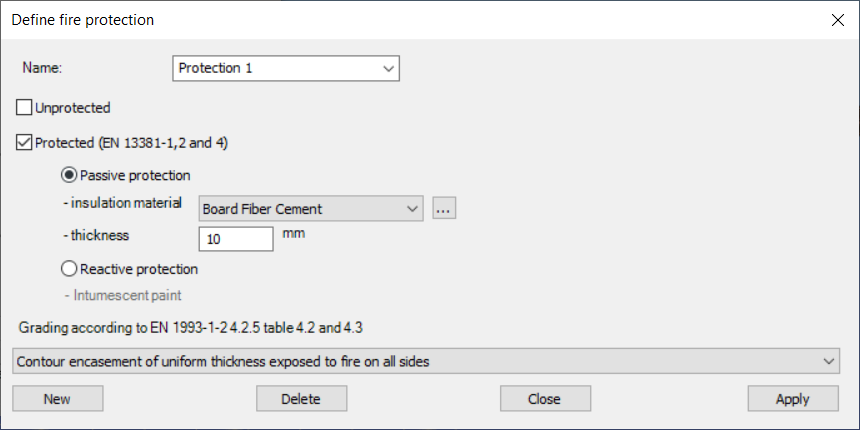 Define fire protection
Name:
Protection 1
Unprotected
Protected (EN 13381-1,2 and 4)
Passive protection
- insulation material
Board Fiber Cement
...
- thickness
10
mm
Reactive protection
- Intumescent paint
Grading according to EN 1993-1-2 4.2.5 table 4.2 and 4.3
Contour encasement of uniform thickness exposed to fire on all sides
New
Delete
Close
Apply